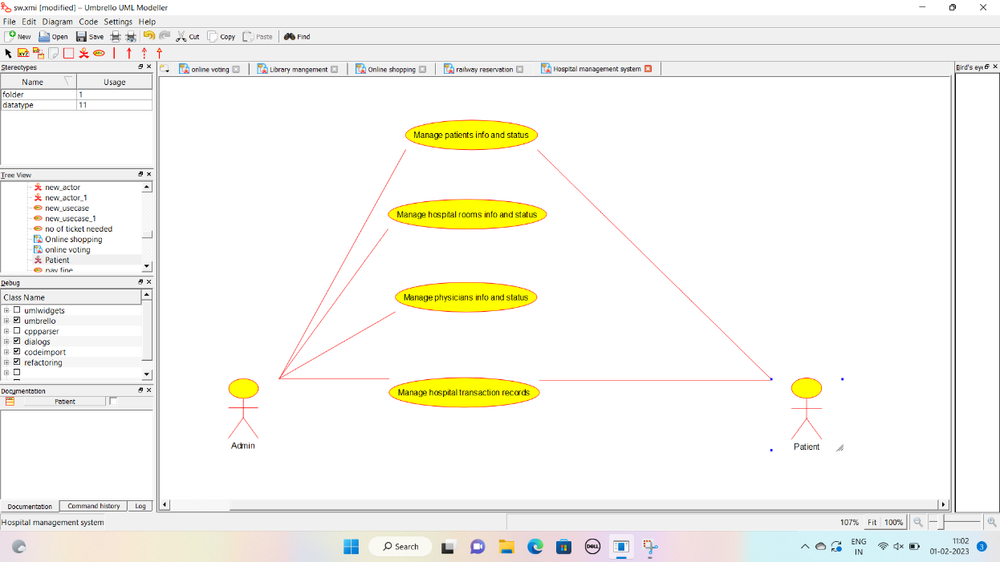 sw.xmi [modified] – Umbrello UML Modeller
File Edit Diagram Code Settings Help
New Open Save Cut Copy Paste Find
Stereotypes
Name Usage
folder 1
datatype 11
Tree View
new_actor
new_actor_1
new_usecase
new_usecase_1
no of ticket needed
Online shopping
online voting
Patient
pay fine
Debug
Class Name
umlwidgets
umbrello
cppparser
dialogs
codeimport
refactoring
Documentation
Patient
Documentation Command history Log
online voting Library mangement Online shopping railway reservation Hospital management system
Bird's eye
Manage patients info and status
Manage hospital rooms info and status
Manage physicians info and status
Manage hospital transaction records
Admin
Patient
Hospital management system
107% Fit 100%
Search
DELL
ENG
IN
11:02
01-02-2023
3